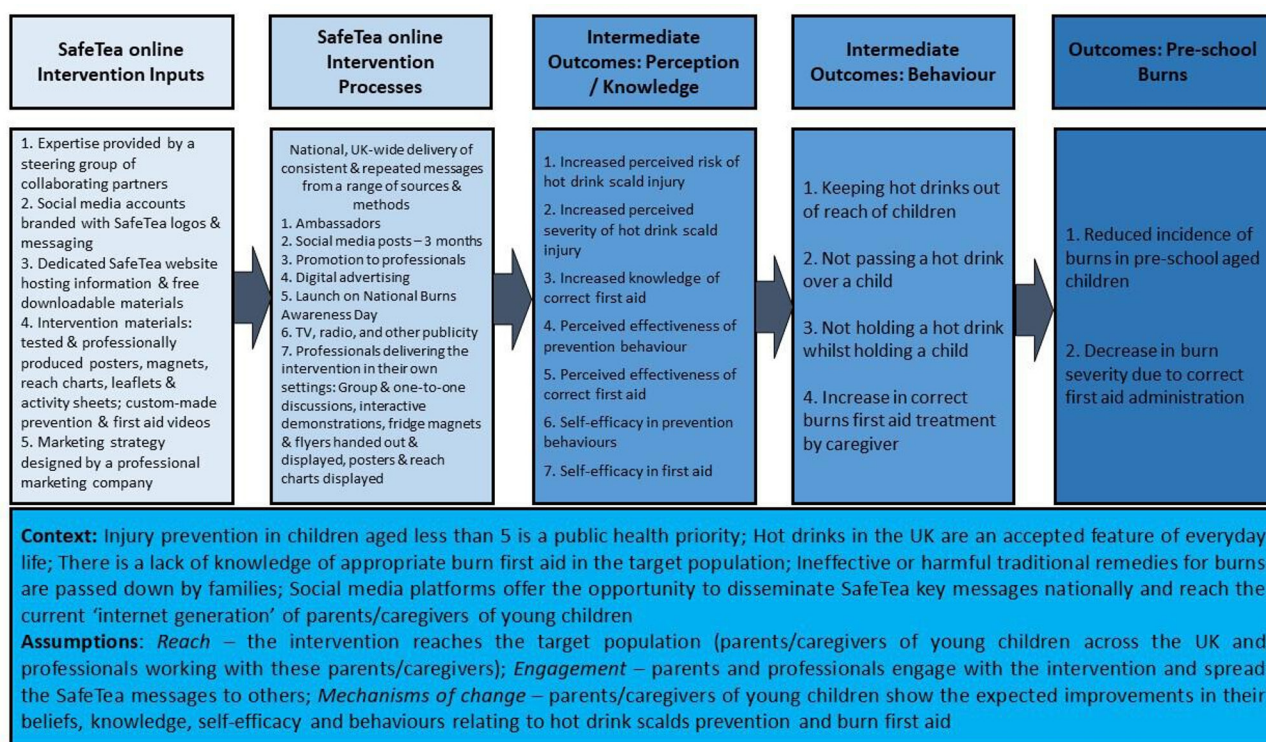 SafeTea online
Intervention Inputs
SafeTea online
Intervention
Processes
Intermediate
Outcomes: Perception
/ Knowledge
Intermediate
Outcomes: Behaviour
Outcomes: Pre-school
Burns
1. Expertise provided by a
steering group of
collaborating partners
2. Social media accounts
branded with SafeTea logos &
messaging
3. Dedicated SafeTea website
hosting information & free
downloadable materials
4. Intervention materials:
tested & professionally
produced posters, magnets,
reach charts, leaflets &
activity sheets; custom-made
prevention & first aid videos
5. Marketing strategy
designed by a professional
marketing company
National, UK-wide delivery of
consistent & repeated messages
from a range of sources &
methods
1. Ambassadors
2. Social media posts – 3 months
3. Promotion to professionals
4. Digital advertising
5. Launch on National Burns
Awareness Day
6. TV, radio, and other publicity
7. Professionals delivering the
intervention in their own
settings: Group & one-to-one
discussions, interactive
demonstrations, fridge magnets
& flyers handed out &
displayed, posters & reach
charts displayed
1. Increased perceived risk of
hot drink scald injury
2. Increased perceived
severity of hot drink scald
injury
3. Increased knowledge of
correct first aid
4. Perceived effectiveness of
prevention behaviour
5. Perceived effectiveness of
correct first aid
6. Self-efficacy in prevention
behaviours
7. Self-efficacy in first aid
1. Keeping hot drinks out
of reach of children
2. Not passing a hot drink
over a child
3. Not holding a hot drink
whilst holding a child
4. Increase in correct
burns first aid treatment
by caregiver
1. Reduced incidence of
burns in pre-school aged
children
2. Decrease in burn
severity due to correct
first aid administration
Context: Injury prevention in children aged less than 5 is a public health priority; Hot drinks in the UK are an accepted feature of everyday
life; There is a lack of knowledge of appropriate burn first aid in the target population; Ineffective or harmful traditional remedies for burns
are passed down by families; Social media platforms offer the opportunity to disseminate SafeTea key messages nationally and reach the
current ‘internet generation’ of parents/caregivers of young children
Assumptions: Reach – the intervention reaches the target population (parents/caregivers of young children across the UK and
professionals working with these parents/caregivers); Engagement – parents and professionals engage with the intervention and spread
the SafeTea messages to others; Mechanisms of change – parents/caregivers of young children show the expected improvements in their
beliefs, knowledge, self-efficacy and behaviours relating to hot drink scalds prevention and burn first aid